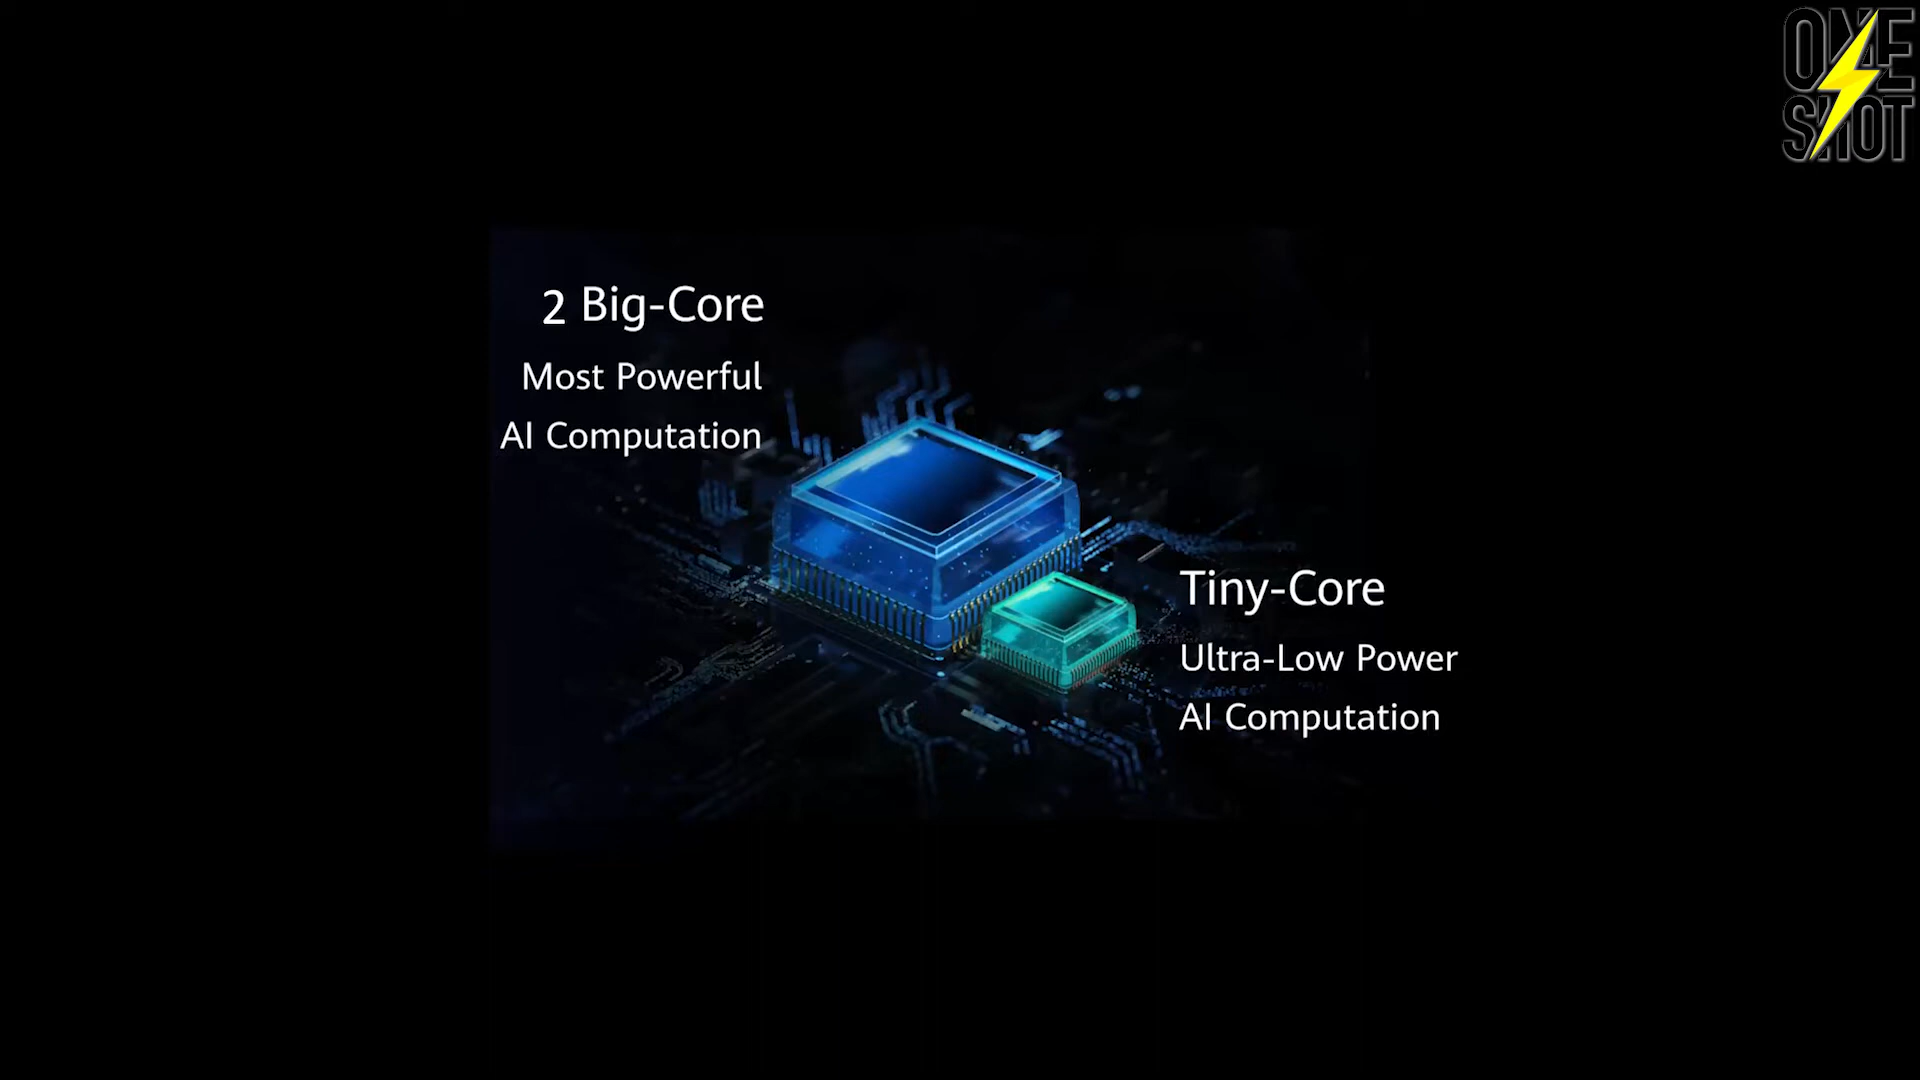 ONE
SHOT
2 Big-Core
Most Powerful
AI Computation
Tiny-Core
Ultra-Low Power
AI Computation